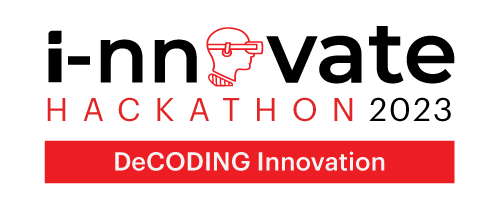 i-nnovate
HACKATHON 2023
DeCODING Innovation